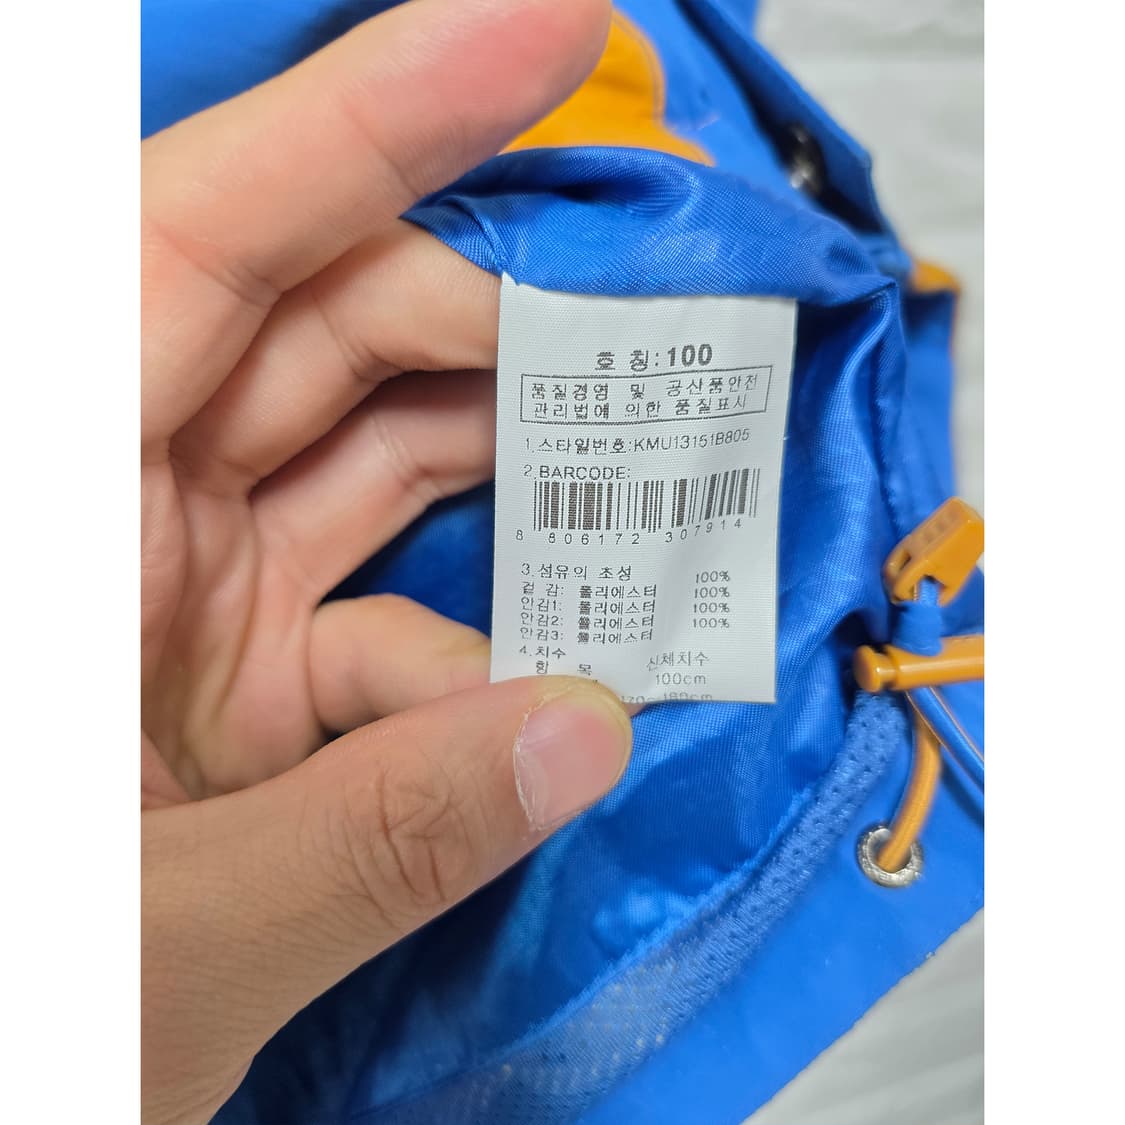 호 칭:100
품질경영 및 공산품안전
관리법에 의한 품질표시
1.스타일번호:KMU13151B805
2.BARCODE:
8 806172 307914
3.섬유의 초성 100%
겉 감: 폴리에스터 100%
안감1: 폴리에스터 100%
안감2: 폴리에스터 100%
안감3: 폴리에스터
4.치수
항 목 신체치수
100cm
180cm